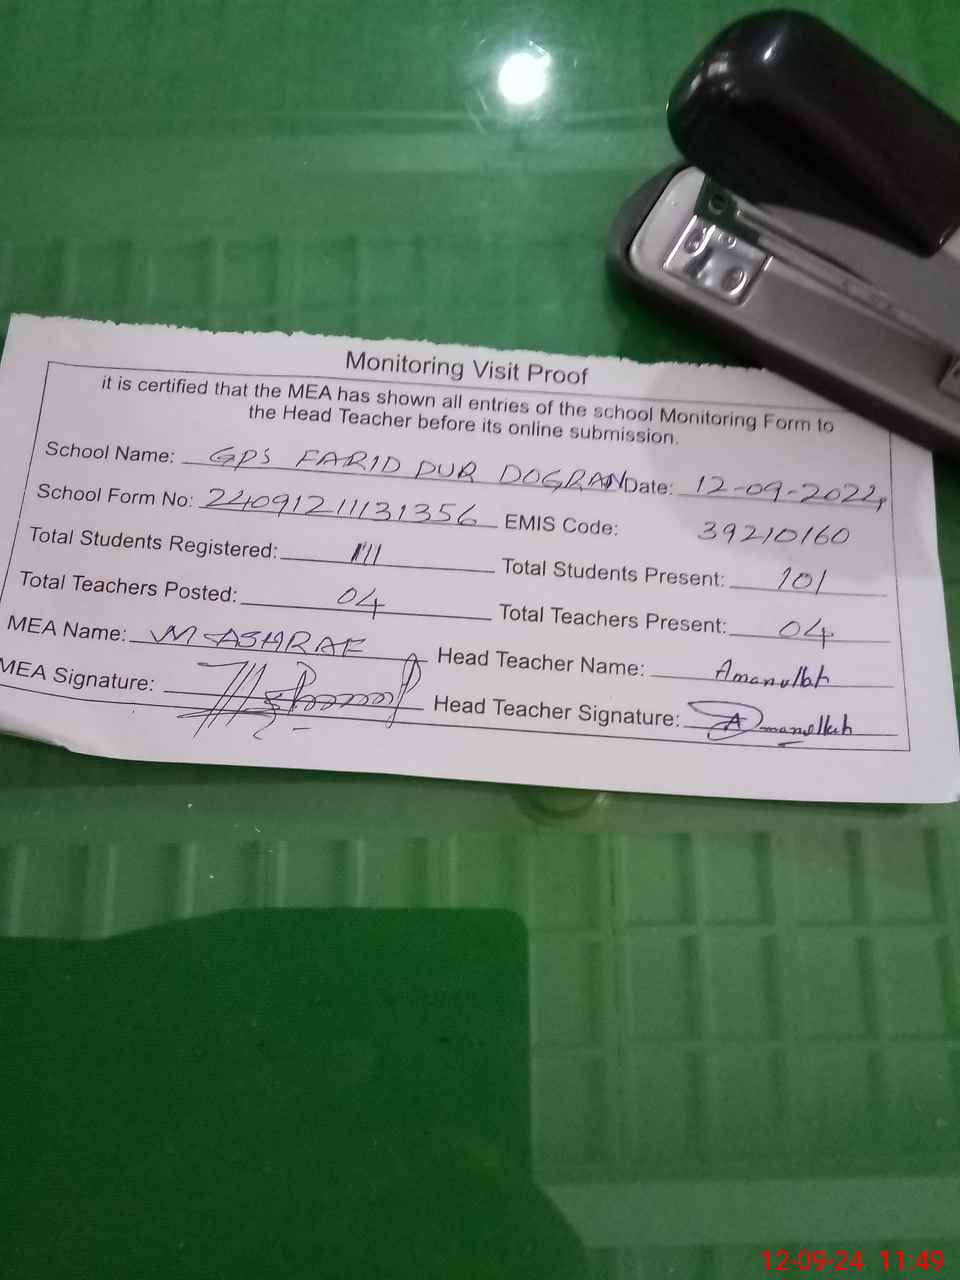 Monitoring Visit Proof
it is certified that the MEA has shown all entries of the school Monitoring Form to
the Head Teacher before its online submission.
School Name: GPS FARID PUR DOGRAN Date: 12-09-2024
School Form No: 24091211131356 EMIS Code: 39210160
Total Students Registered: 111 Total Students Present: 101
Total Teachers Posted: 04 Total Teachers Present: 04
MEA Name: M ASHRAF Head Teacher Name: Amanullah
MEA Signature: Head Teacher Signature: Amanullah
12-09-24 11:49